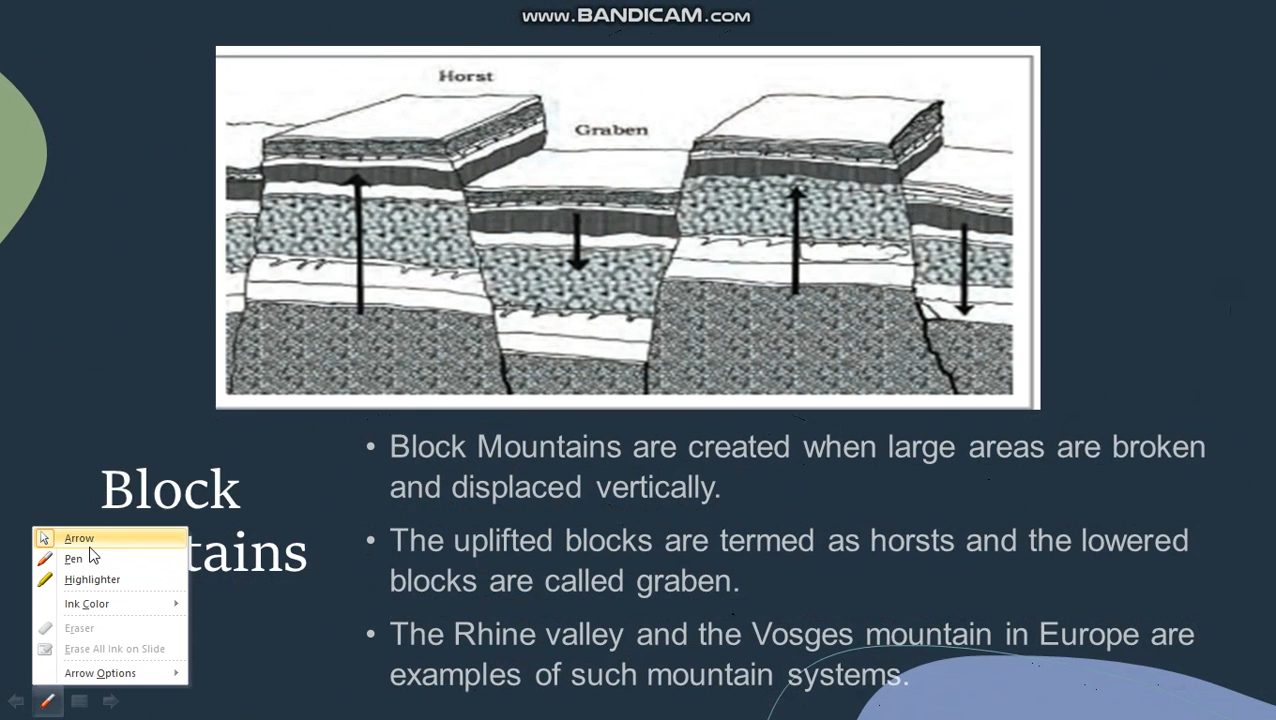 www.BANDICAM.com
Horst
Graben
Block
tains
• Block Mountains are created when large areas are broken
and displaced vertically.
• The uplifted blocks are termed as horsts and the lowered
blocks are called graben.
• The Rhine valley and the Vosges mountain in Europe are
examples of such mountain systems.
Arrow
Pen
Highlighter
Ink Color
Eraser
Erase All Ink on Slide
Arrow Options